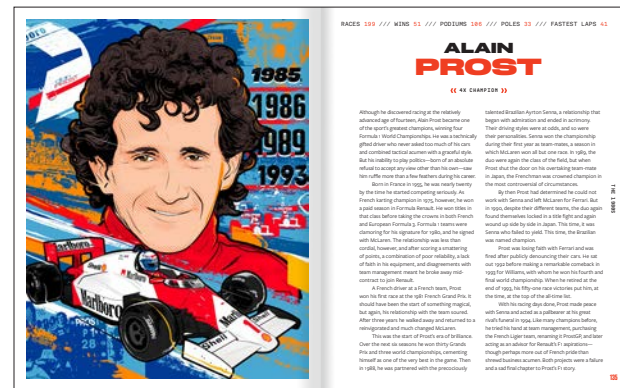 1985
1986
1989
1993
Marlboro
Marlboro
Shell
RACES 199 /// WINS 51 /// PODIUMS 106 /// POLES 33 /// FASTEST LAPS 41
ALAIN
PROST
4X CHAMPION
Although he discovered racing at the relatively
advanced age of fourteen, Alain Prost became one
of the sport's greatest champions, winning four
Formula 1 World Championships. He was a technically
gifted driver who never asked too much of his cars
and combined tactical acumen with a graceful style.
But his inability to play politics—born of an absolute
refusal to accept any view other than his own—saw
him ruffle more than a few feathers during his career.
Born in France in 1955, he was nearly twenty
by the time he started competing seriously. As
French karting champion in 1975, however, he won
a paid season in Formula Renault. He won titles in
that class before taking the crowns in both French
and European Formula 3. Formula 1 teams were
clamoring for his signature for 1980, and he signed
with McLaren. The relationship was less than
cordial, however, and after scoring a smattering
of points, a combination of poor reliability, a lack
of faith in its equipment, and disagreements with
team management meant he broke away mid-
contract to join Renault.
A French driver at a French team, Prost
won his first race at the 1981 French Grand Prix. It
should have been the start of something magical,
but again, his relationship with the team soured.
After three years he walked away and returned to a
reinvigorated and much changed McLaren.
This was the start of Prost's era of brilliance.
Over the next six seasons he won thirty Grands
Prix and three world championships, cementing
himself as one of the very best in the game. Then
in 1988, he was partnered with the precociously
talented Brazilian Ayrton Senna, a relationship that
began with admiration and ended in acrimony.
Their driving styles were at odds, and so were
their personalities. Senna won the championship
during their first year as team-mates, a season in
which McLaren won all but one race. In 1989, the
duo were again the class of the field, but when
Prost shut the door on his overtaking team-mate
in Japan, the Frenchman was crowned champion in
the most controversial of circumstances.
By then Prost had determined he could not
work with Senna and left McLaren for Ferrari. But
in 1990, despite their different teams, the duo again
found themselves locked in a title fight and again
wound up side by side in Japan. This time, it was
Senna who failed to yield. This time, the Brazilian
was named champion.
Prost was losing faith with Ferrari and was
fired after publicly denouncing their cars. He sat
out 1992 before making a remarkable comeback in
1993 for Williams, with whom he won his fourth and
final world championship. When he retired at the
end of 1993, his fifty-one race victories put him, at
the time, at the top of the all-time list.
With his racing days done, Prost made peace
with Senna and acted as a pallbearer at his great
rival's funeral in 1994. Like many champions before,
he tried his hand at team management, purchasing
the French Ligier team, renaming it ProstGP, and later
acting as an advisor for Renault's F1 aspirations—
though perhaps more out of French pride than
shrewd business acumen. Both projects were a failure
and a sad final chapter to Prost's F1 story.
THE 1980s
135